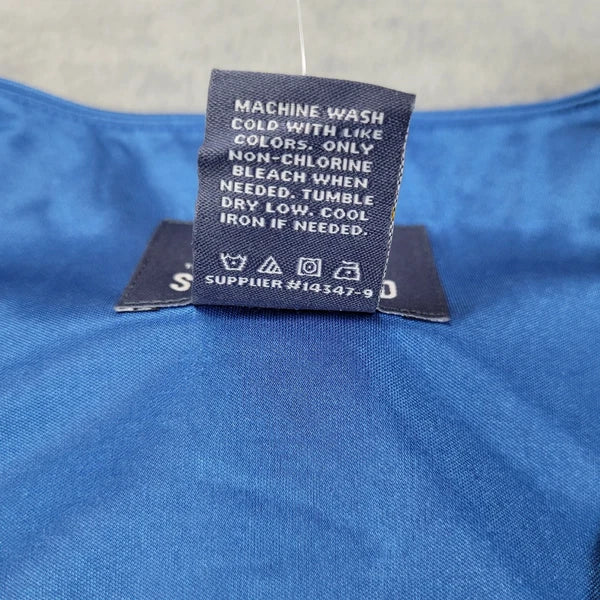 MACHINE WASH
COLD WITH LIKE
COLORS. ONLY
NON-CHLORINE
BLEACH WHEN
NEEDED. TUMBLE
DRY LOW. COOL
IRON IF NEEDED.
SUPPLIER #14347-9